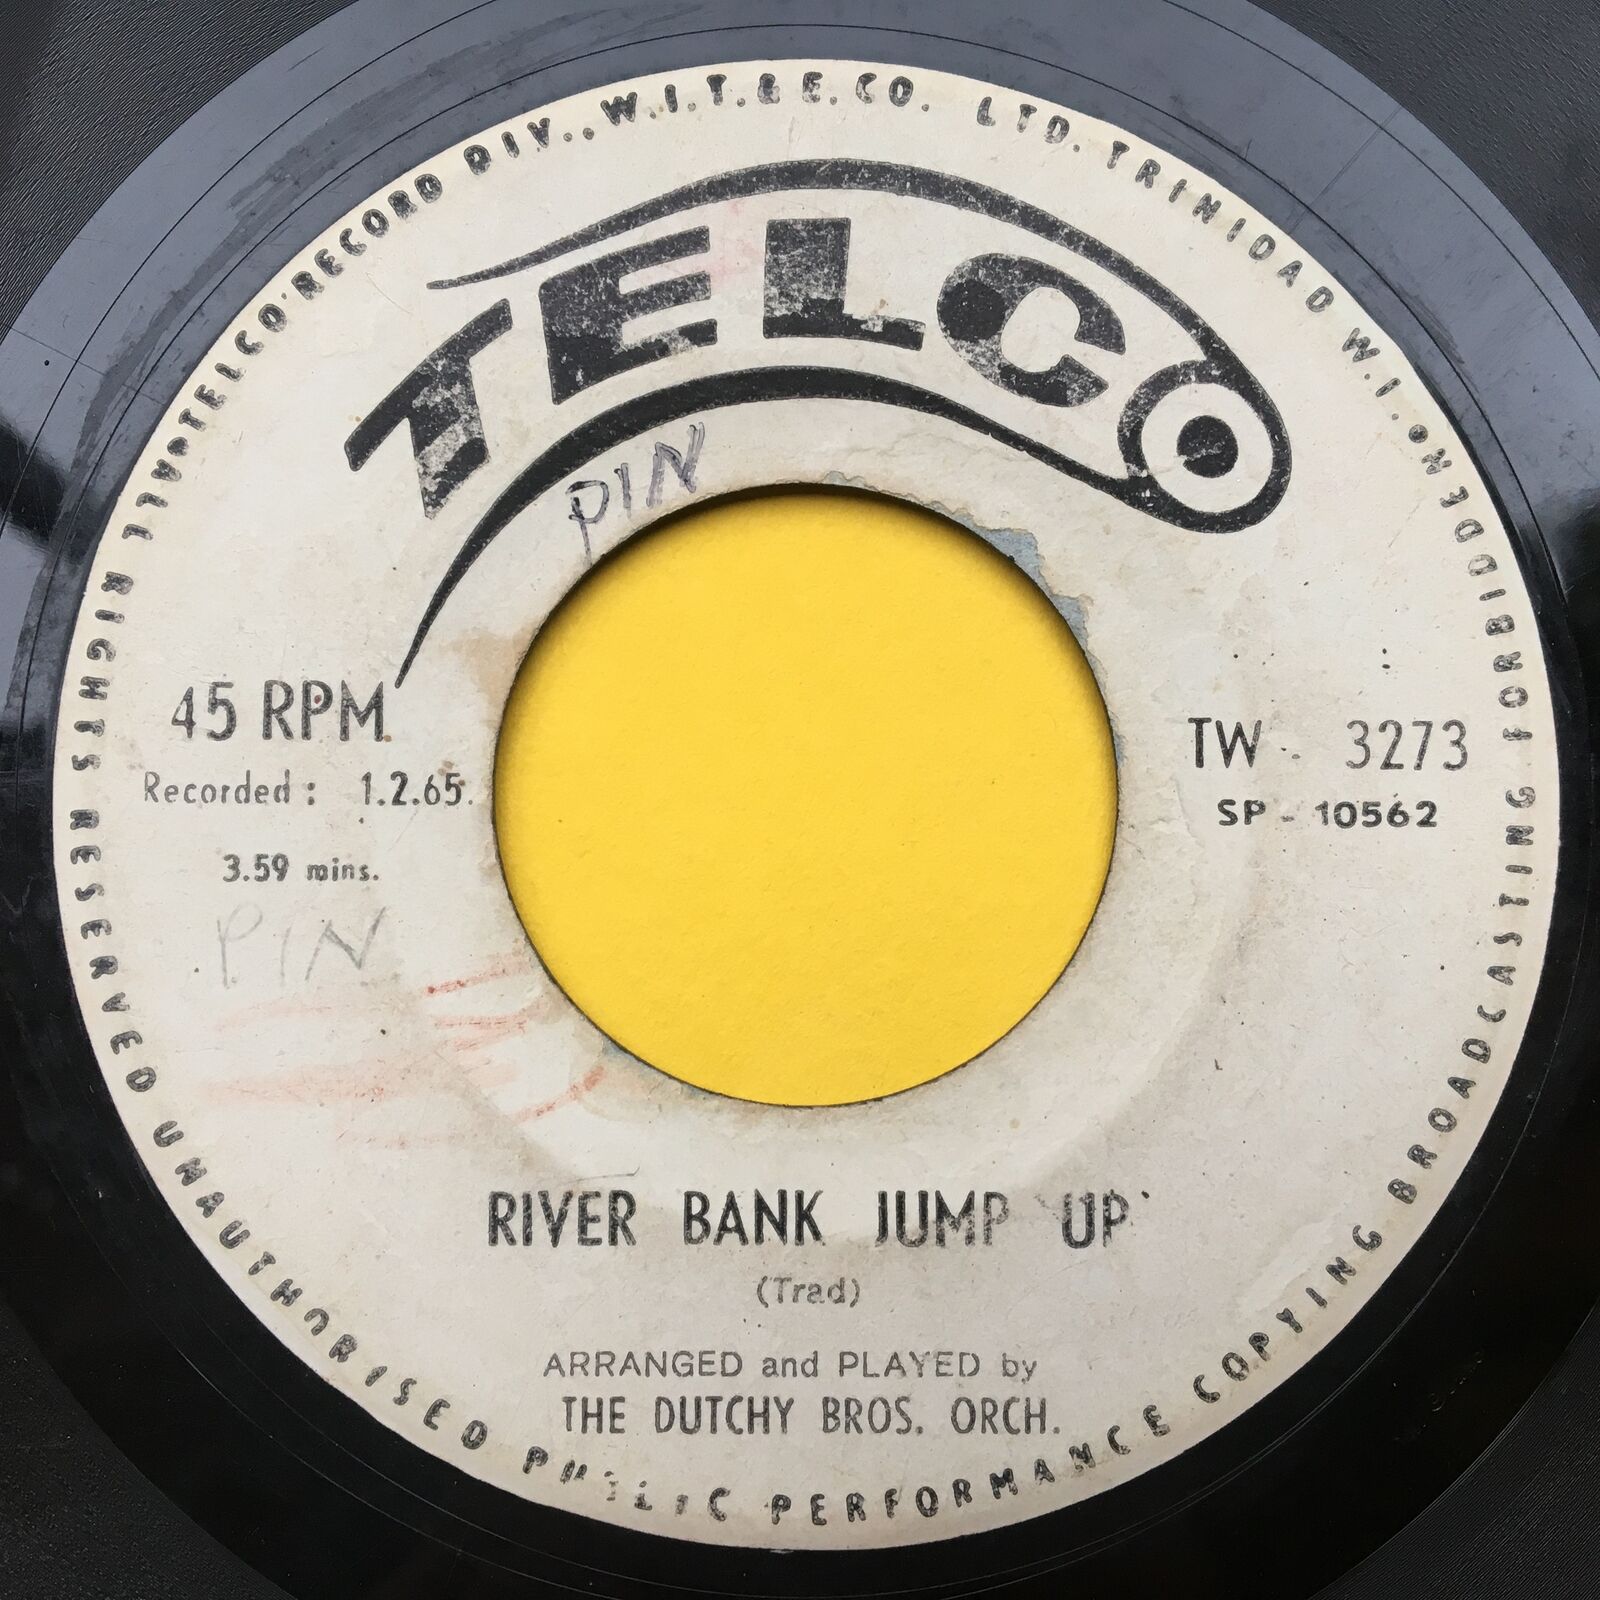 TELCO RECORD DIV., W.I.T.& E. CO. LTD. TRINIDAD W.I.
ALL RIGHTS RESERVED UNAUTHORISED PUBLIC PERFORMANCE COPYING BROADCASTING FORBIDDEN
TELCO
PIN
45 RPM
Recorded : 1.2.65.
3.59 mins.
PIN
TW - 3273
SP - 10562
RIVER BANK JUMP UP
(Trad)
ARRANGED and PLAYED by
THE DUTCHY BROS. ORCH.